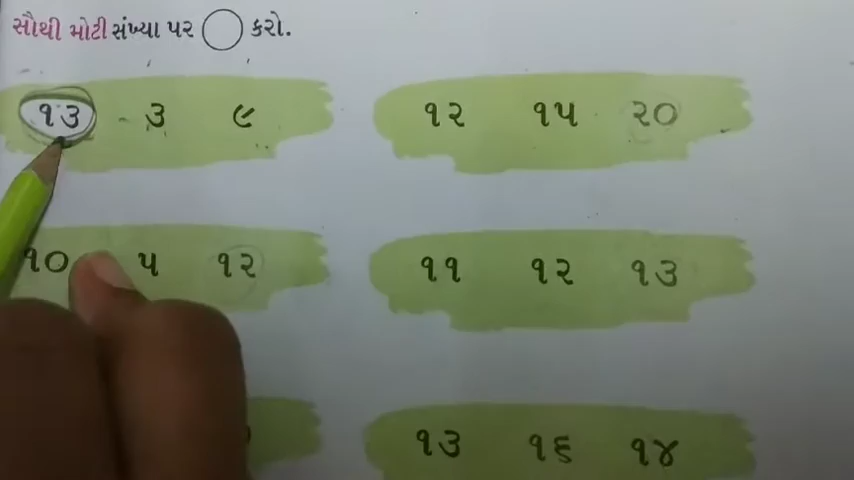 સૌથી મોટી સંખ્યા પર ◯ કરો.
૧૩ ૩ ૯ ૧૨ ૧૫ ૨૦
૧૦ ૫ ૧૨ ૧૧ ૧૨ ૧૩
૧૩ ૧૬ ૧૪